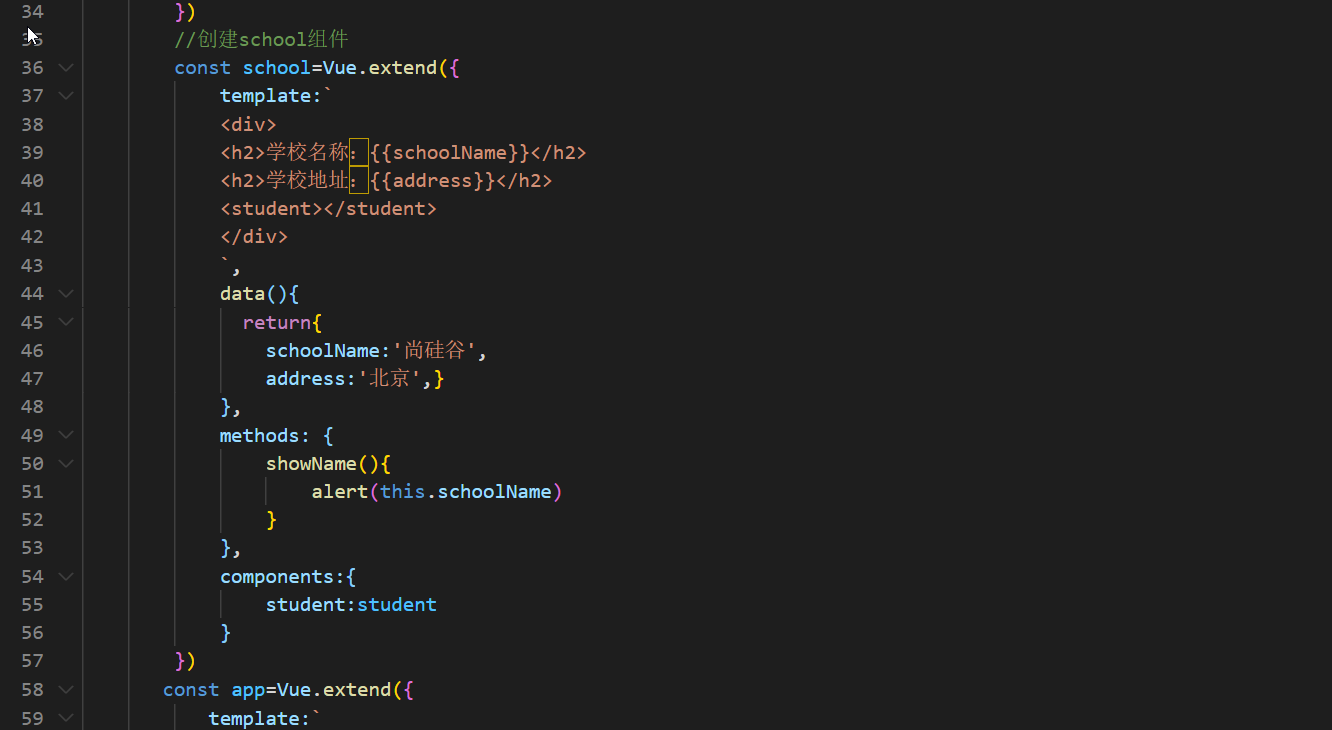 34 })
35 //创建school组件
36 const school=Vue.extend({
37 template:`
38 <div>
39 <h2>学校名称：{{schoolName}}</h2>
40 <h2>学校地址：{{address}}</h2>
41 <student></student>
42 </div>
43 `,
44 data(){
45 return{
46 schoolName:'尚硅谷',
47 address:'北京',}
48 },
49 methods: {
50 showName(){
51 alert(this.schoolName)
52 }
53 },
54 components:{
55 student:student
56 }
57 })
58 const app=Vue.extend({
59 template:`